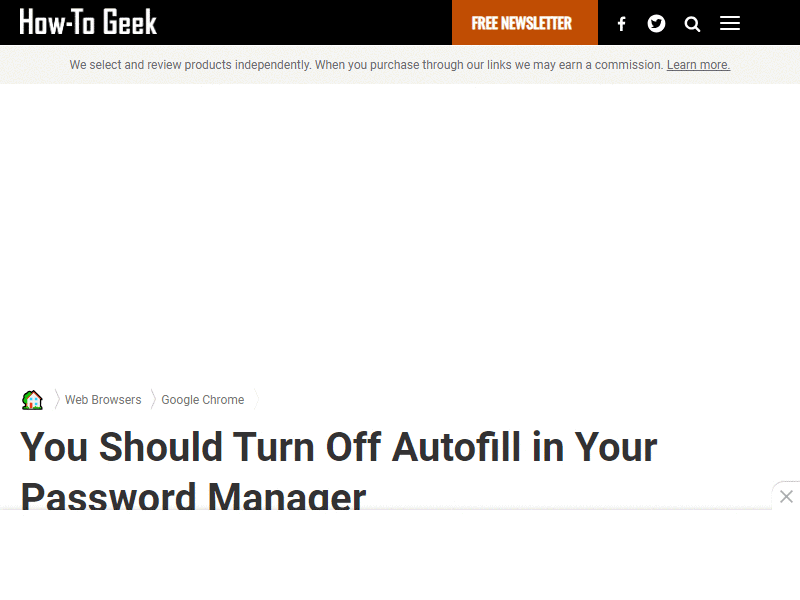 How-To Geek
FREE NEWSLETTER
We select and review products independently. When you purchase through our links we may earn a commission. Learn more.
Web Browsers
Google Chrome
You Should Turn Off Autofill in Your
Password Manager